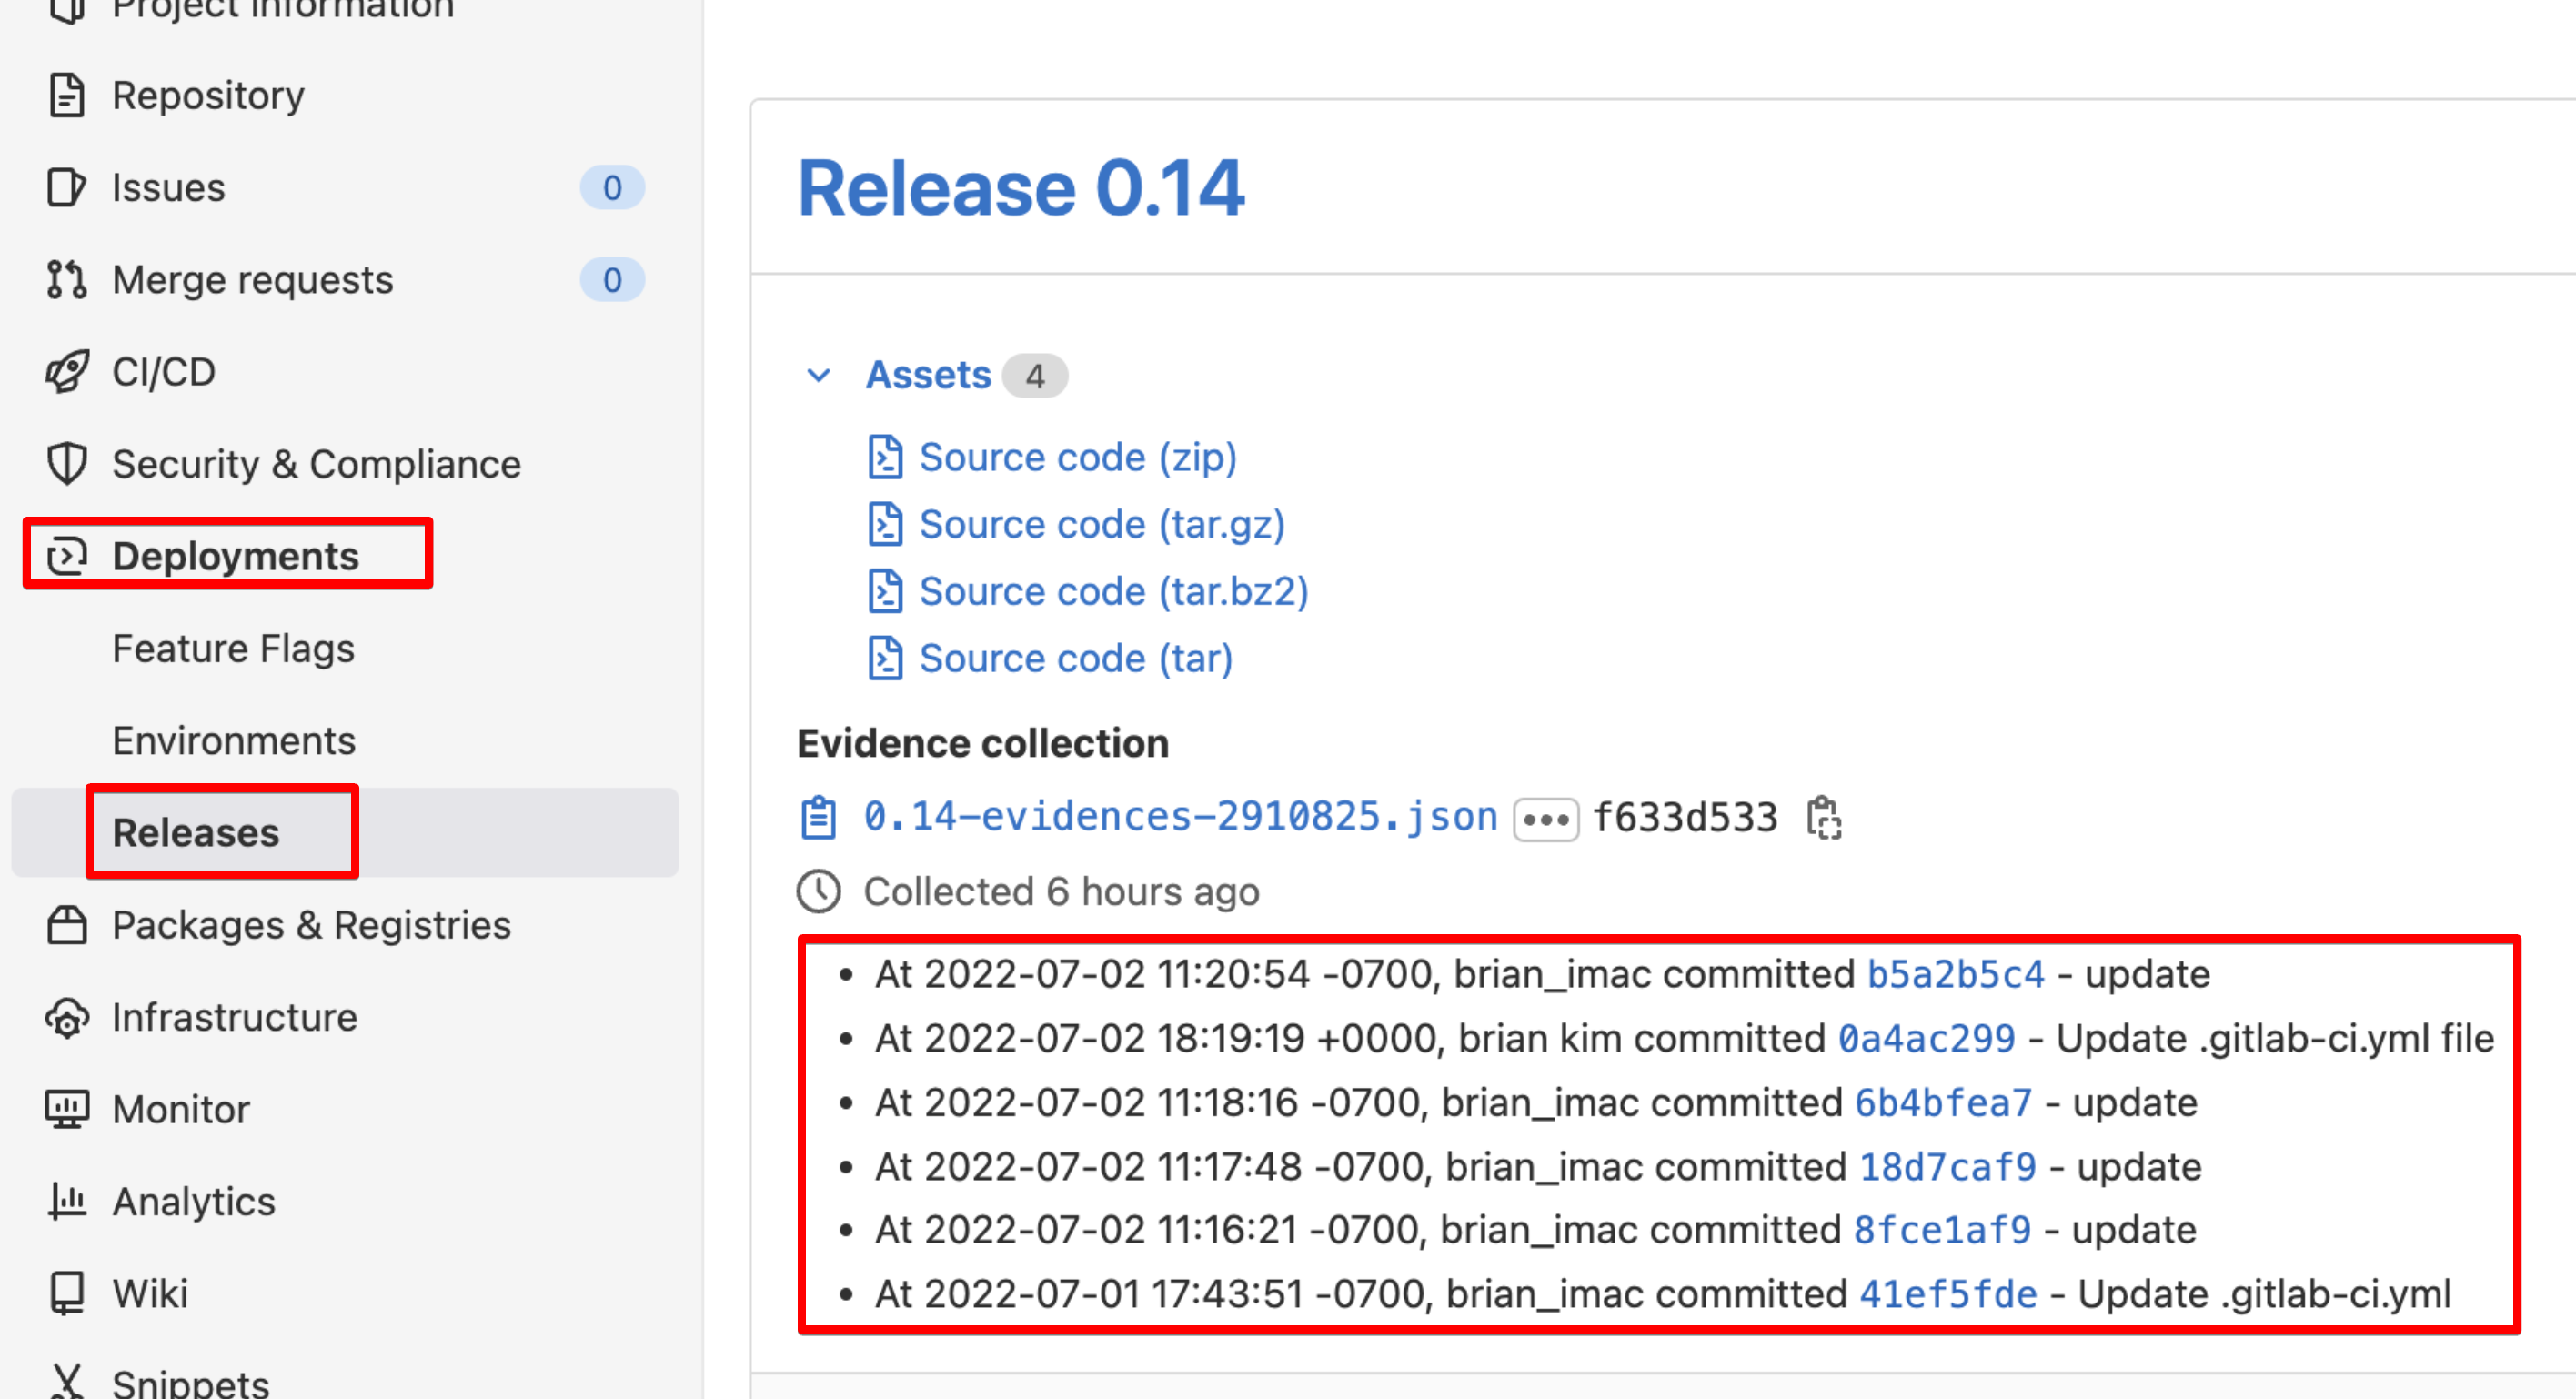 Project information
Repository
Issues 0
Merge requests 0
CI/CD
Security & Compliance
Deployments
Feature Flags
Environments
Releases
Packages & Registries
Infrastructure
Monitor
Analytics
Wiki
Snippets
Release 0.14
Assets 4
Source code (zip)
Source code (tar.gz)
Source code (tar.bz2)
Source code (tar)
Evidence collection
0.14-evidences-2910825.json ••• f633d533
Collected 6 hours ago
• At 2022-07-02 11:20:54 -0700, brian_imac committed b5a2b5c4 - update
• At 2022-07-02 18:19:19 +0000, brian kim committed 0a4ac299 - Update .gitlab-ci.yml file
• At 2022-07-02 11:18:16 -0700, brian_imac committed 6b4bfea7 - update
• At 2022-07-02 11:17:48 -0700, brian_imac committed 18d7caf9 - update
• At 2022-07-02 11:16:21 -0700, brian_imac committed 8fce1af9 - update
• At 2022-07-01 17:43:51 -0700, brian_imac committed 41ef5fde - Update .gitlab-ci.yml